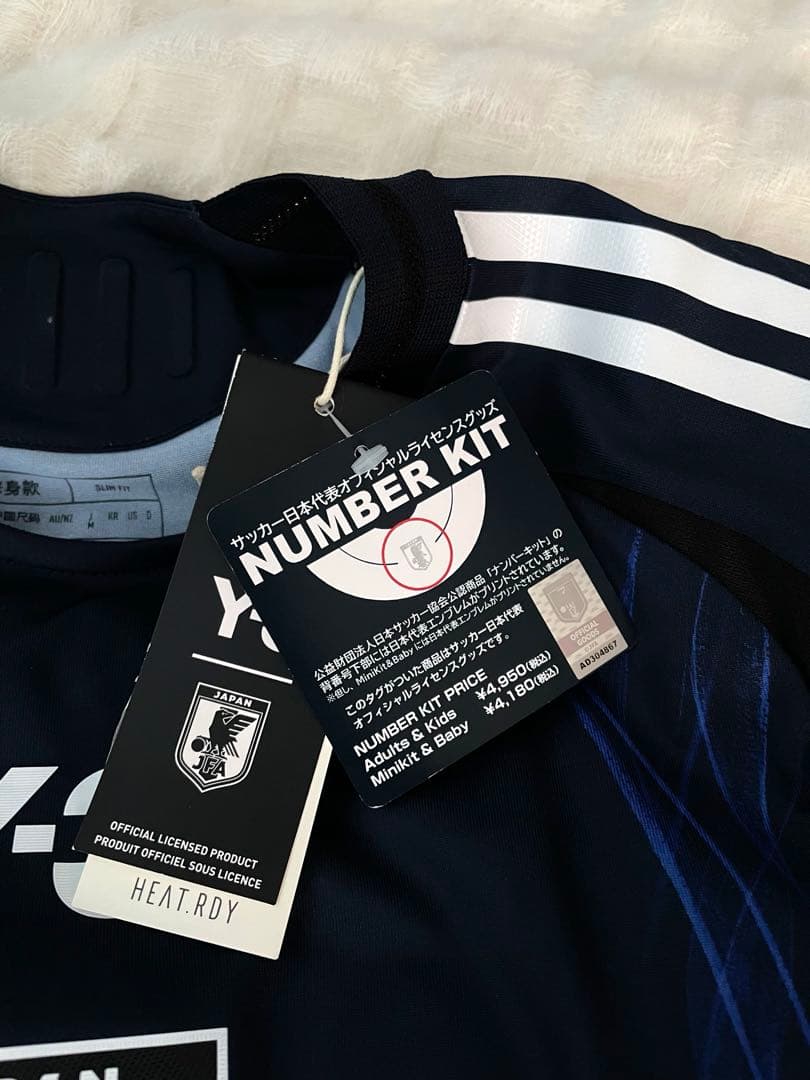 サッカー日本代表オフィシャルライセンスグッズ
NUMBER KIT
公益財団法人日本サッカー協会公認商品「ナンバーキット」の
背番号下部には日本代表エンブレムがプリントされています。
※但し、MiniKit&Babyには日本代表エンブレムがプリントされていません。
このタグがついた商品はサッカー日本代表
オフィシャルライセンスグッズです。
NUMBER KIT PRICE
Adults & Kids ¥4,950(税込)
Minikit & Baby ¥4,180(税込)
OFFICIAL
GOODS
AD304867
JAPAN
JFA
OFFICIAL LICENSED PRODUCT
PRODUIT OFFICIEL SOUS LICENCE
HEAT.RDY
身款
SLIM FIT
尺码 AU/NZ J KR US
M